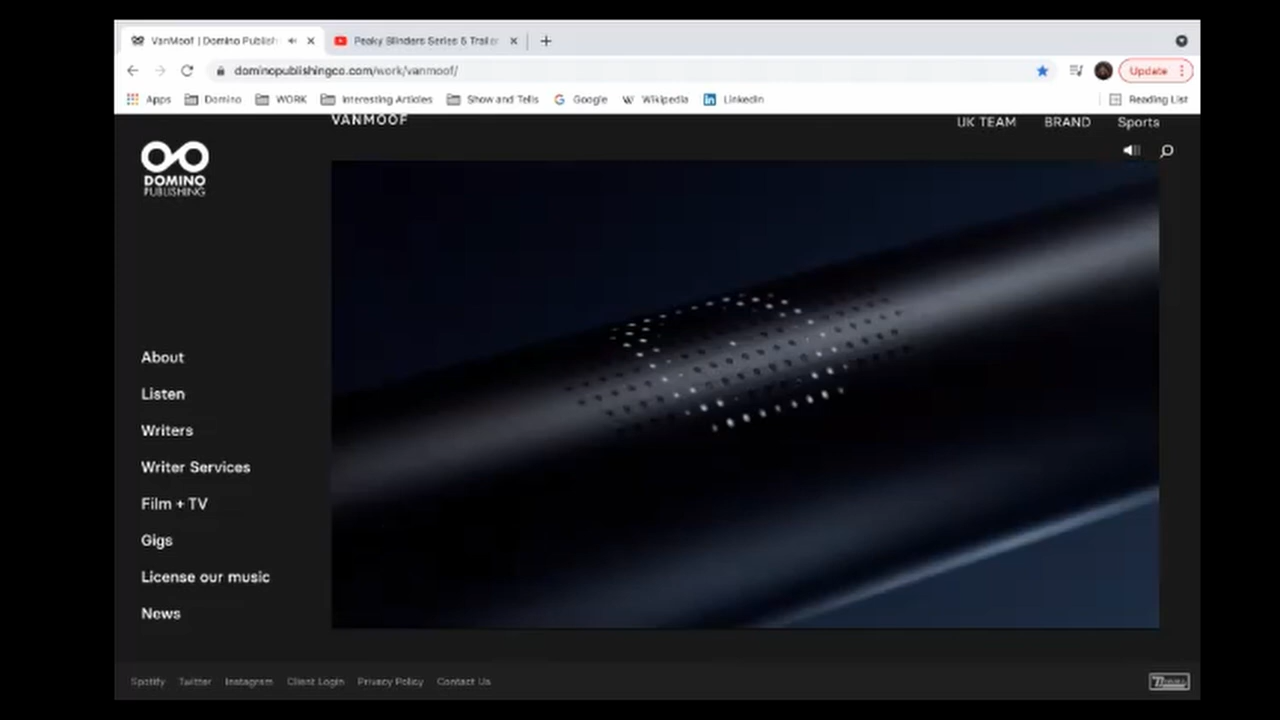 VanMoof | Domino Publish
Peaky Blinders Series 6 Trailer
dominopublishingco.com/work/vanmoof/
Update
Apps Domino WORK Interesting Articles Show and Tells Google Wikipedia LinkedIn Reading List
VANMOOF UK TEAM BRAND Sports
DOMINO
PUBLISHING
About
Listen
Writers
Writer Services
Film + TV
Gigs
License our music
News
Spotify Twitter Instagram Client Login Privacy Policy Contact Us